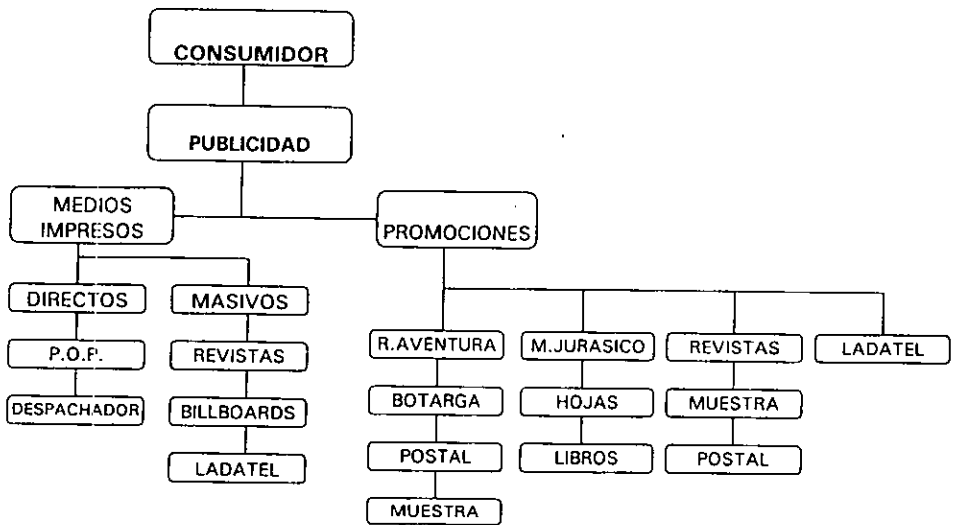 CONSUMIDOR
PUBLICIDAD
MEDIOS
IMPRESOS
PROMOCIONES
DIRECTOS
MASIVOS
P.O.P.
REVISTAS
DESPACHADOR
BILLBOARDS
LADATEL
R.AVENTURA
M.JURASICO
REVISTAS
LADATEL
BOTARGA
HOJAS
MUESTRA
POSTAL
LIBROS
POSTAL
MUESTRA